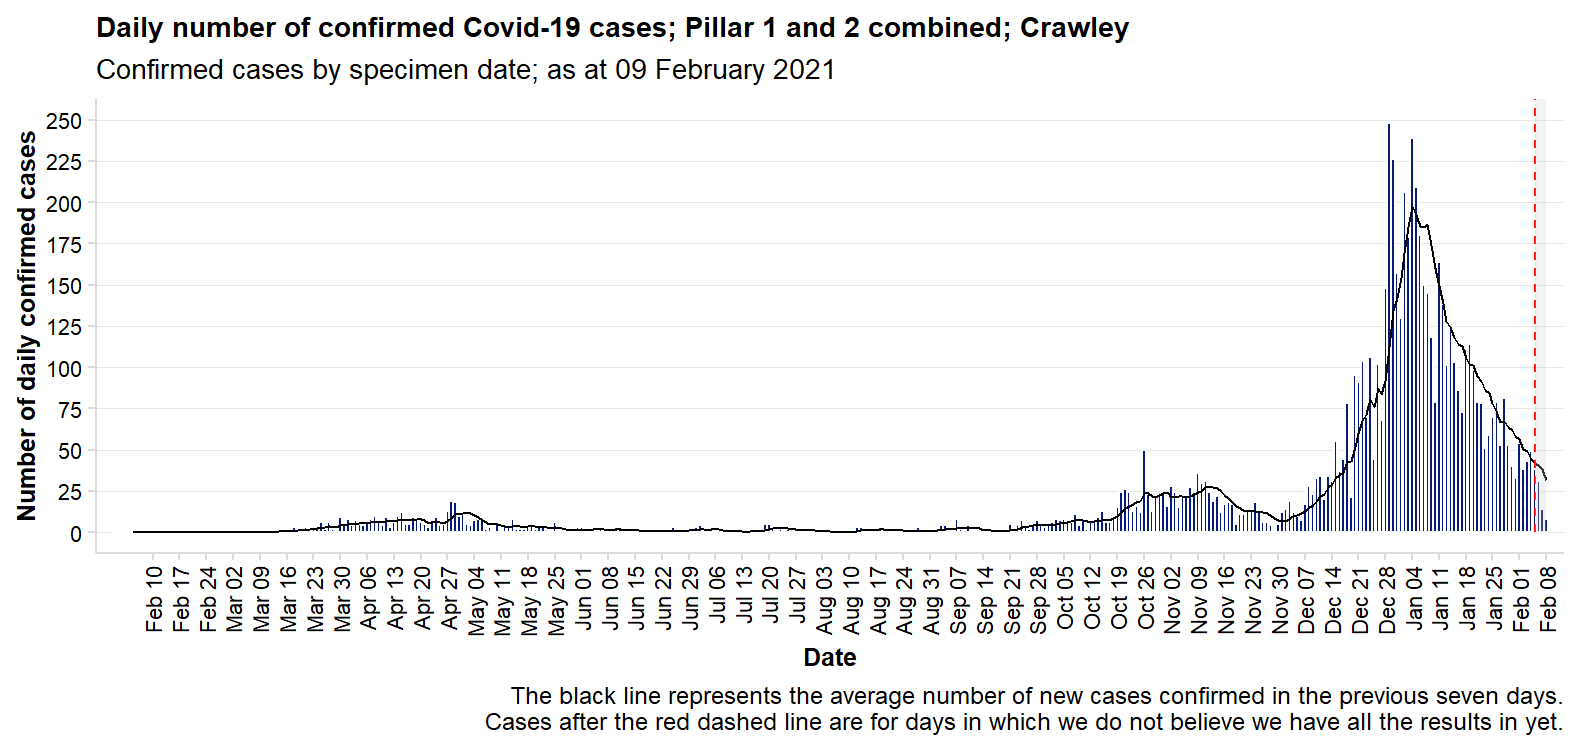 Daily number of confirmed Covid-19 cases; Pillar 1 and 2 combined; Crawley
Confirmed cases by specimen date; as at 09 February 2021
Number of daily confirmed cases
250
225
200
175
150
125
100
75
50
25
0
Feb 10
Feb 17
Feb 24
Mar 02
Mar 09
Mar 16
Mar 23
Mar 30
Apr 06
Apr 13
Apr 20
Apr 27
May 04
May 11
May 18
May 25
Jun 01
Jun 08
Jun 15
Jun 22
Jun 29
Jul 06
Jul 13
Jul 20
Jul 27
Aug 03
Aug 10
Aug 17
Aug 24
Aug 31
Sep 07
Sep 14
Sep 21
Sep 28
Oct 05
Oct 12
Oct 19
Oct 26
Nov 02
Nov 09
Nov 16
Nov 23
Nov 30
Dec 07
Dec 14
Dec 21
Dec 28
Jan 04
Jan 11
Jan 18
Jan 25
Feb 01
Feb 08
Date
The black line represents the average number of new cases confirmed in the previous seven days.
Cases after the red dashed line are for days in which we do not believe we have all the results in yet.